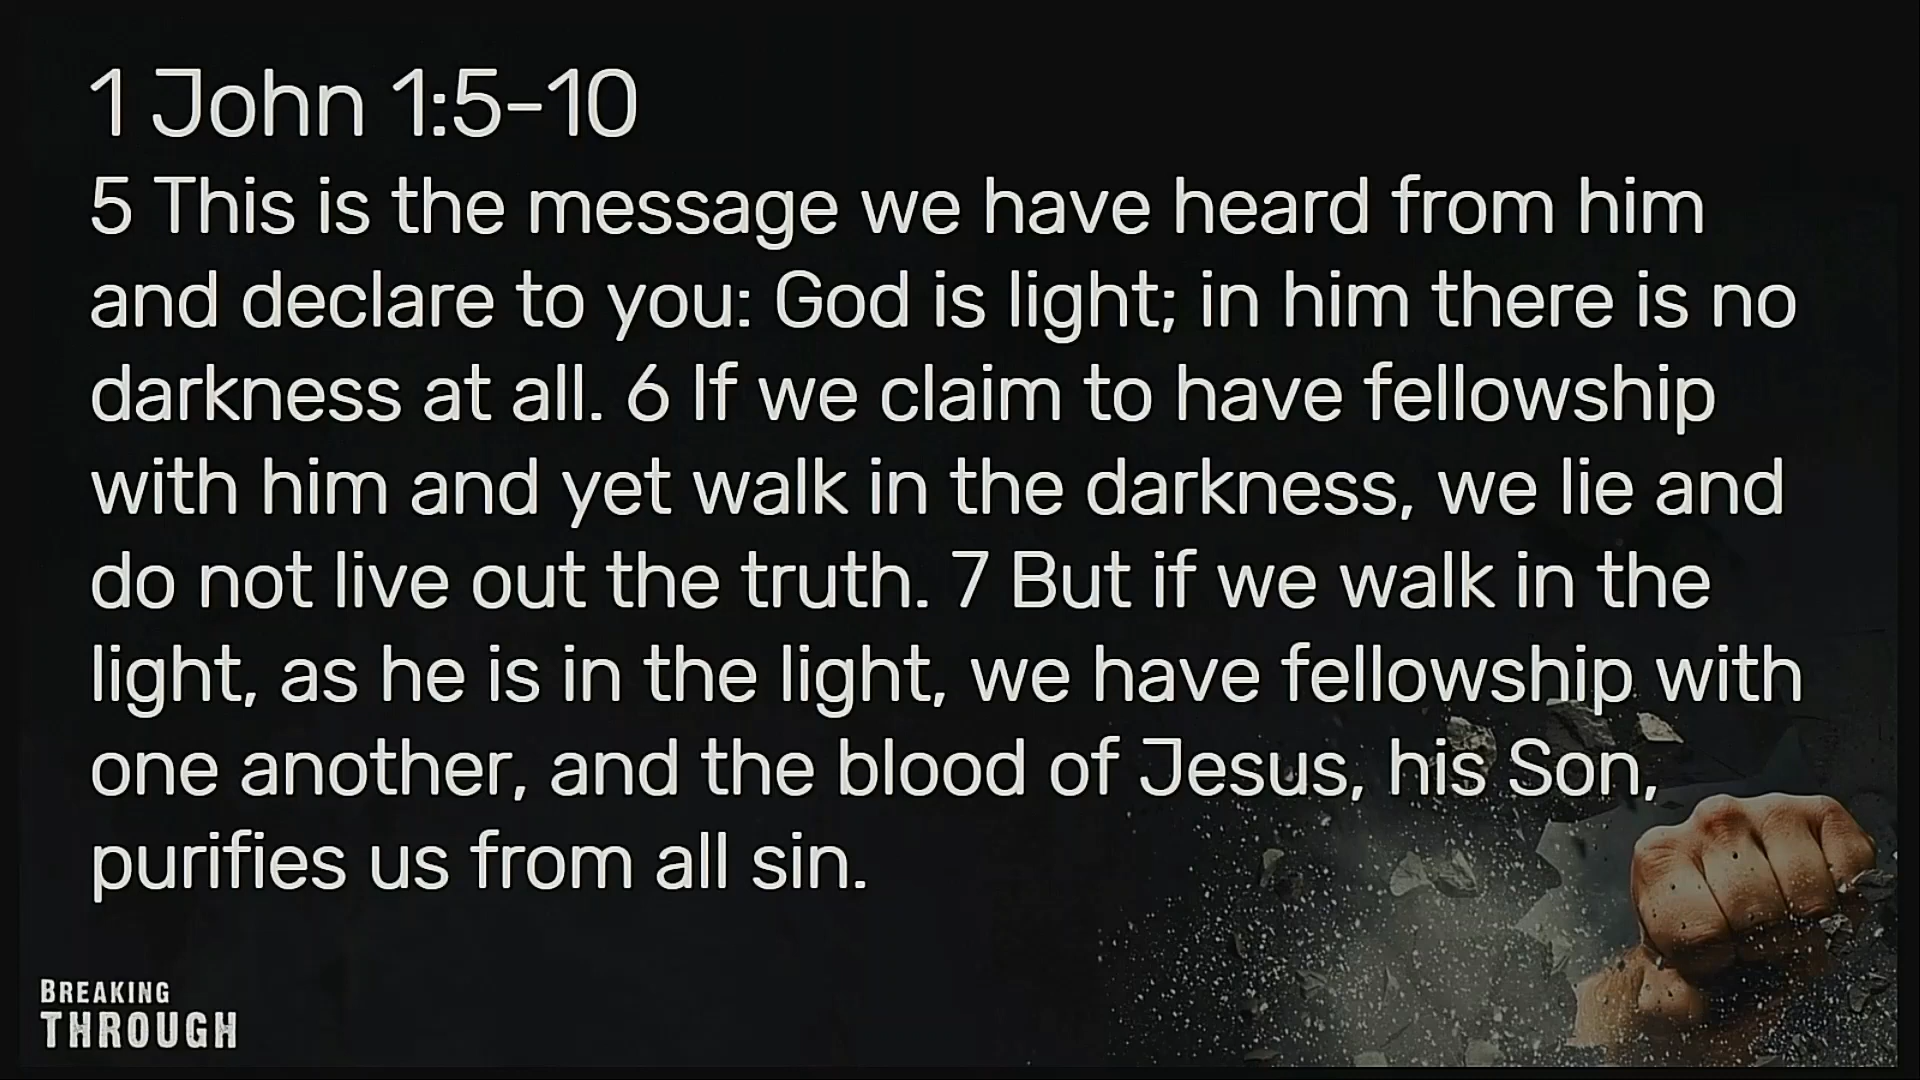 1 John 1:5-10
5 This is the message we have heard from him
and declare to you: God is light; in him there is no
darkness at all. 6 If we claim to have fellowship
with him and yet walk in the darkness, we lie and
do not live out the truth. 7 But if we walk in the
light, as he is in the light, we have fellowship with
one another, and the blood of Jesus, his Son,
purifies us from all sin.
BREAKING
THROUGH